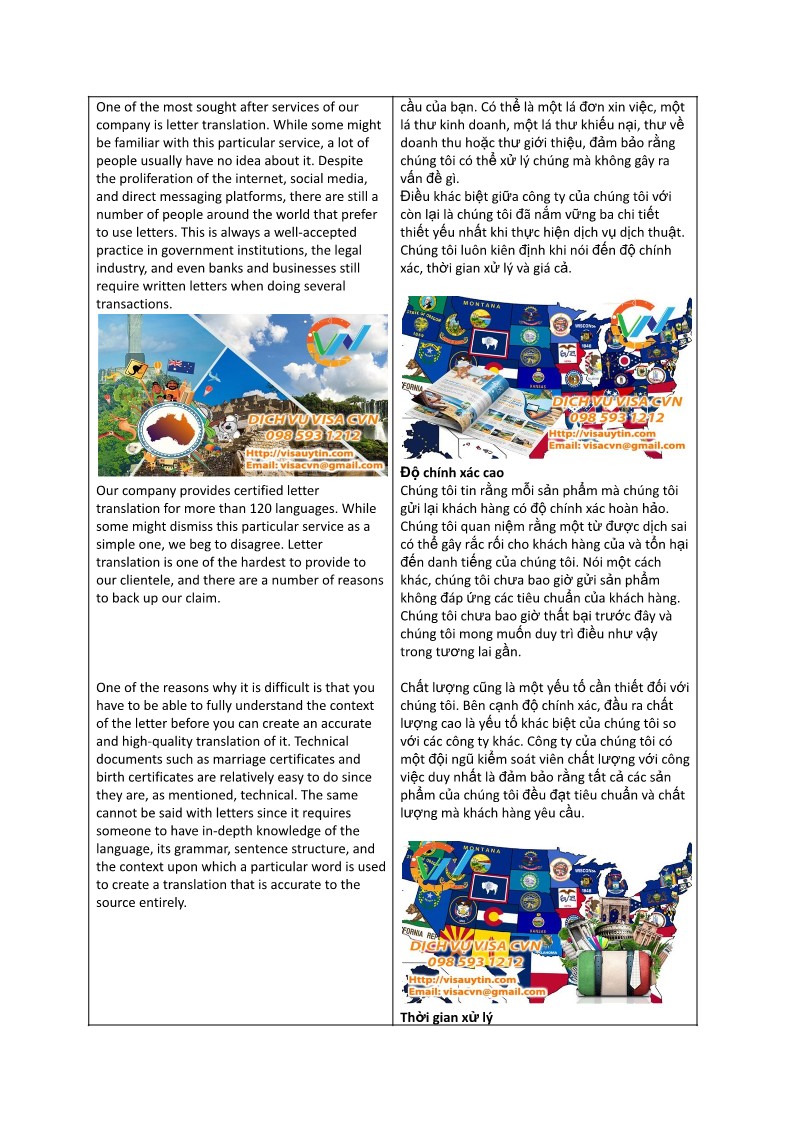 One of the most sought after services of our
company is letter translation. While some might
be familiar with this particular service, a lot of
people usually have no idea about it. Despite
the proliferation of the internet, social media,
and direct messaging platforms, there are still a
number of people around the world that prefer
to use letters. This is always a well-accepted
practice in government institutions, the legal
industry, and even banks and businesses still
require written letters when doing several
transactions.
CVN
DỊCH VỤ VISA CVN
098 593 1212
Http://visauytin.com
Email: visacvn@gmail.com
Our company provides certified letter
translation for more than 120 languages. While
some might dismiss this particular service as a
simple one, we beg to disagree. Letter
translation is one of the hardest to provide to
our clientele, and there are a number of reasons
to back up our claim.
One of the reasons why it is difficult is that you
have to be able to fully understand the context
of the letter before you can create an accurate
and high-quality translation of it. Technical
documents such as marriage certificates and
birth certificates are relatively easy to do since
they are, as mentioned, technical. The same
cannot be said with letters since it requires
someone to have in-depth knowledge of the
language, its grammar, sentence structure, and
the context upon which a particular word is used
to create a translation that is accurate to the
source entirely.
cầu của bạn. Có thể là một lá đơn xin việc, một
lá thư kinh doanh, một lá thư khiếu nại, thư về
doanh thu hoặc thư giới thiệu, đảm bảo rằng
chúng tôi có thể xử lý chúng mà không gây ra
vấn đề gì.
Điều khác biệt giữa công ty của chúng tôi với
còn lại là chúng tôi đã nắm vững ba chi tiết
thiết yếu nhất khi thực hiện dịch vụ dịch thuật.
Chúng tôi luôn kiên định khi nói đến độ chính
xác, thời gian xử lý và giá cả.
STATE OF OREGON
MONTANA
WISCONSIN
1848
KANSAS
CVN
DỊCH VỤ VISA CVN
098 593 1212
Http://visauytin.com
Email: visacvn@gmail.com
Độ chính xác cao
Chúng tôi tin rằng mỗi sản phẩm mà chúng tôi
gửi lại khách hàng có độ chính xác hoàn hảo.
Chúng tôi quan niệm rằng một từ được dịch sai
có thể gây rắc rối cho khách hàng của và tổn hại
đến danh tiếng của chúng tôi. Nói một cách
khác, chúng tôi chưa bao giờ gửi sản phẩm
không đáp ứng các tiêu chuẩn của khách hàng.
Chúng tôi chưa bao giờ thất bại trước đây và
chúng tôi mong muốn duy trì điều như vậy
trong tương lai gần.
Chất lượng cũng là một yếu tố cần thiết đối với
chúng tôi. Bên cạnh độ chính xác, đầu ra chất
lượng cao là yếu tố khác biệt của chúng tôi so
với các công ty khác. Công ty của chúng tôi có
một đội ngũ kiểm soát viên chất lượng với công
việc duy nhất là đảm bảo rằng tất cả các sản
phẩm của chúng tôi đều đạt tiêu chuẩn và chất
lượng mà khách hàng yêu cầu.
CVN
MONTANA
WISCONSIN
1848
KANSAS
DỊCH VỤ VISA CVN
098 593 1212
Http://visauytin.com
Email: visacvn@gmail.com
Thời gian xử lý